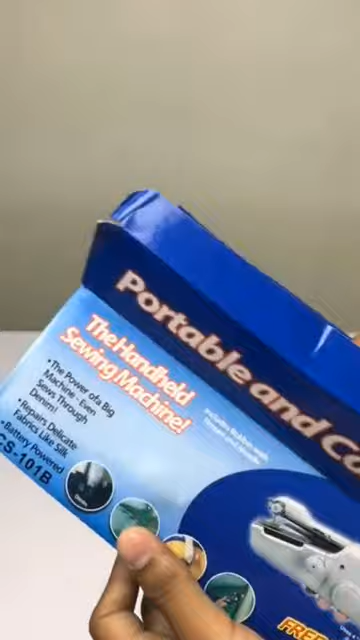 Portable and Co
The Handheld
Sewing Machine!
• The Power of a Big
Machine - Even
Sews Through
Denim!
• Repairs Delicate
Fabrics Like Silk
• Battery Powered
CS-101B
FREE